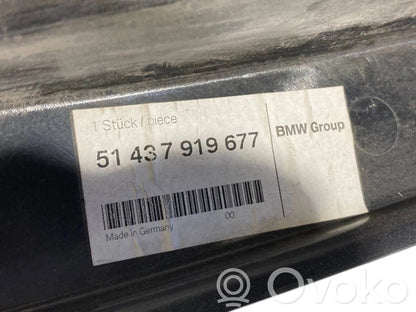 1 Stück / piece
51 437 919 677
BMW Group
00
Made in Germany
Ovoko